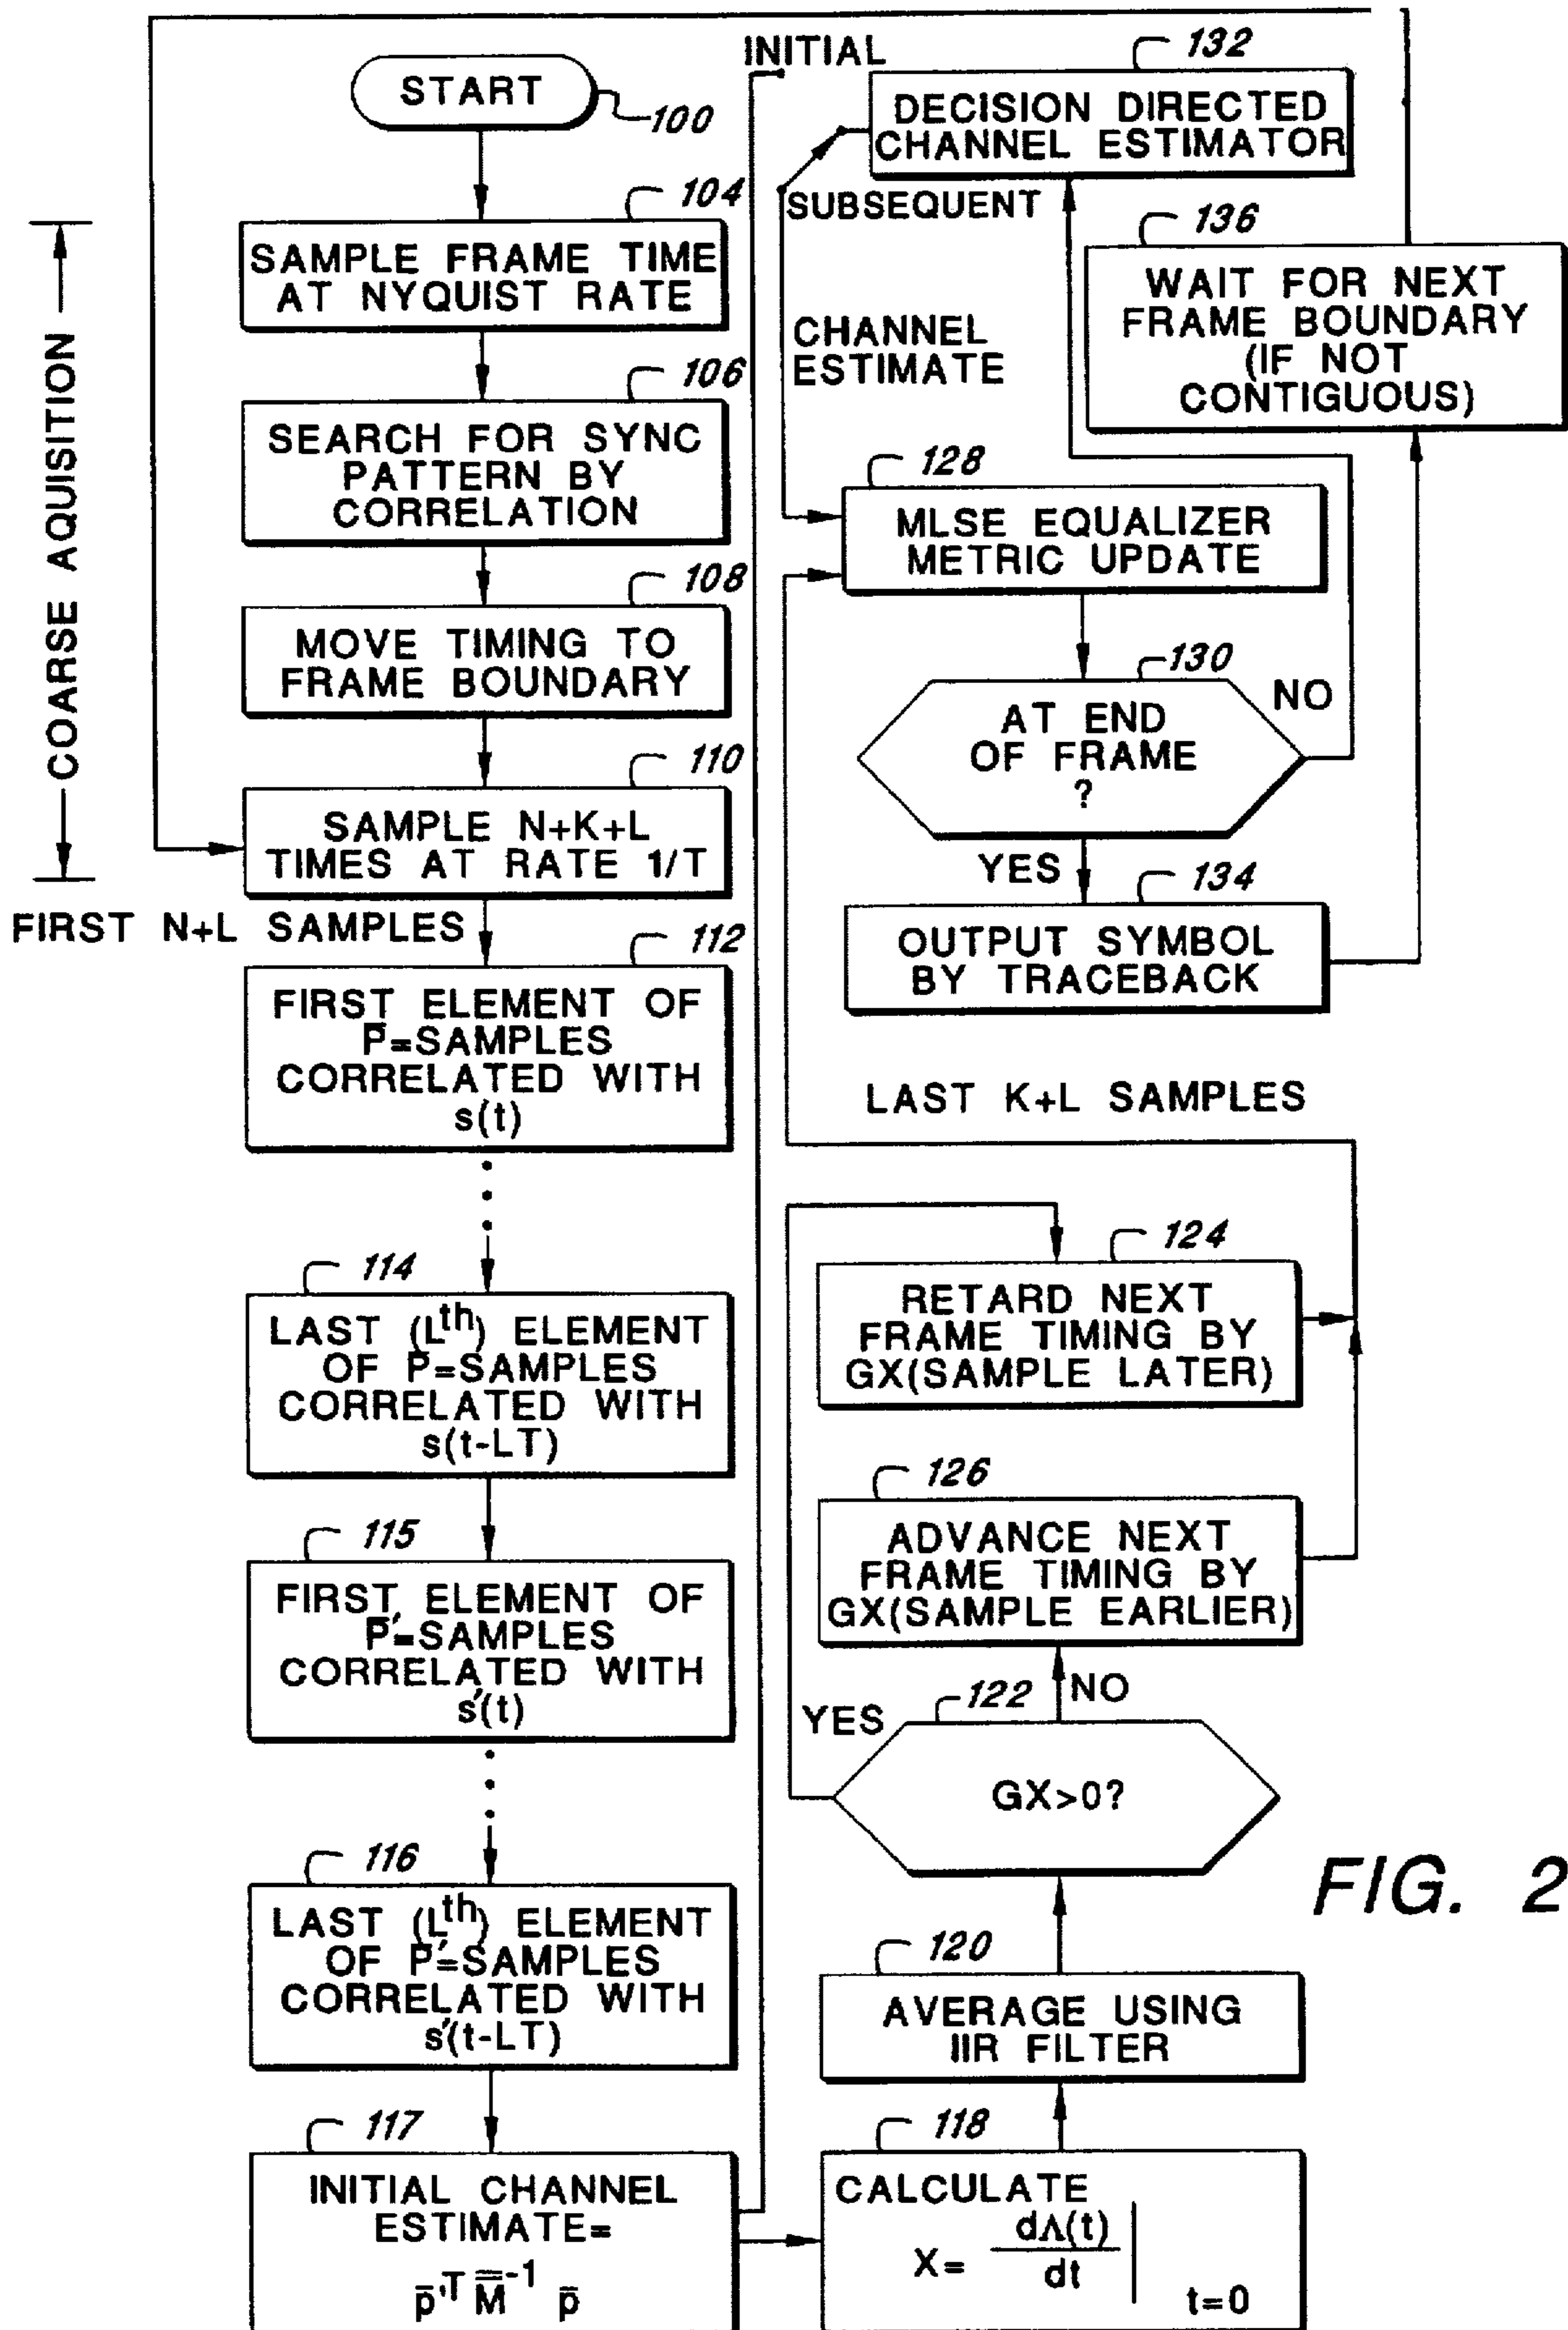 START
100
104
SAMPLE FRAME TIME
AT NYQUIST RATE
106
SEARCH FOR SYNC
PATTERN BY
CORRELATION
108
MOVE TIMING TO
FRAME BOUNDARY
110
SAMPLE N+K+L
TIMES AT RATE 1/T
COARSE AQUISITION
FIRST N+L SAMPLES
112
FIRST ELEMENT OF
P̄=SAMPLES
CORRELATED WITH
s(t)
114
LAST (Lth) ELEMENT
OF P̄=SAMPLES
CORRELATED WITH
s(t-LT)
115
FIRST ELEMENT OF
P̄'=SAMPLES
CORRELATED WITH
s'(t)
116
LAST (Lth) ELEMENT
OF P̄'=SAMPLES
CORRELATED WITH
s'(t-LT)
117
INITIAL CHANNEL
ESTIMATE=
p̄'T M̿-1 p̄
INITIAL
132
DECISION DIRECTED
CHANNEL ESTIMATOR
SUBSEQUENT
136
WAIT FOR NEXT
FRAME BOUNDARY
(IF NOT
CONTIGUOUS)
CHANNEL
ESTIMATE
128
MLSE EQUALIZER
METRIC UPDATE
130
NO
AT END
OF FRAME
?
YES
134
OUTPUT SYMBOL
BY TRACEBACK
LAST K+L SAMPLES
124
RETARD NEXT
FRAME TIMING BY
GX(SAMPLE LATER)
126
ADVANCE NEXT
FRAME TIMING BY
GX(SAMPLE EARLIER)
122
NO
YES
GX>0?
120
AVERAGE USING
IIR FILTER
118
CALCULATE
X= dΛ(t)/dt |
t=0
FIG. 2